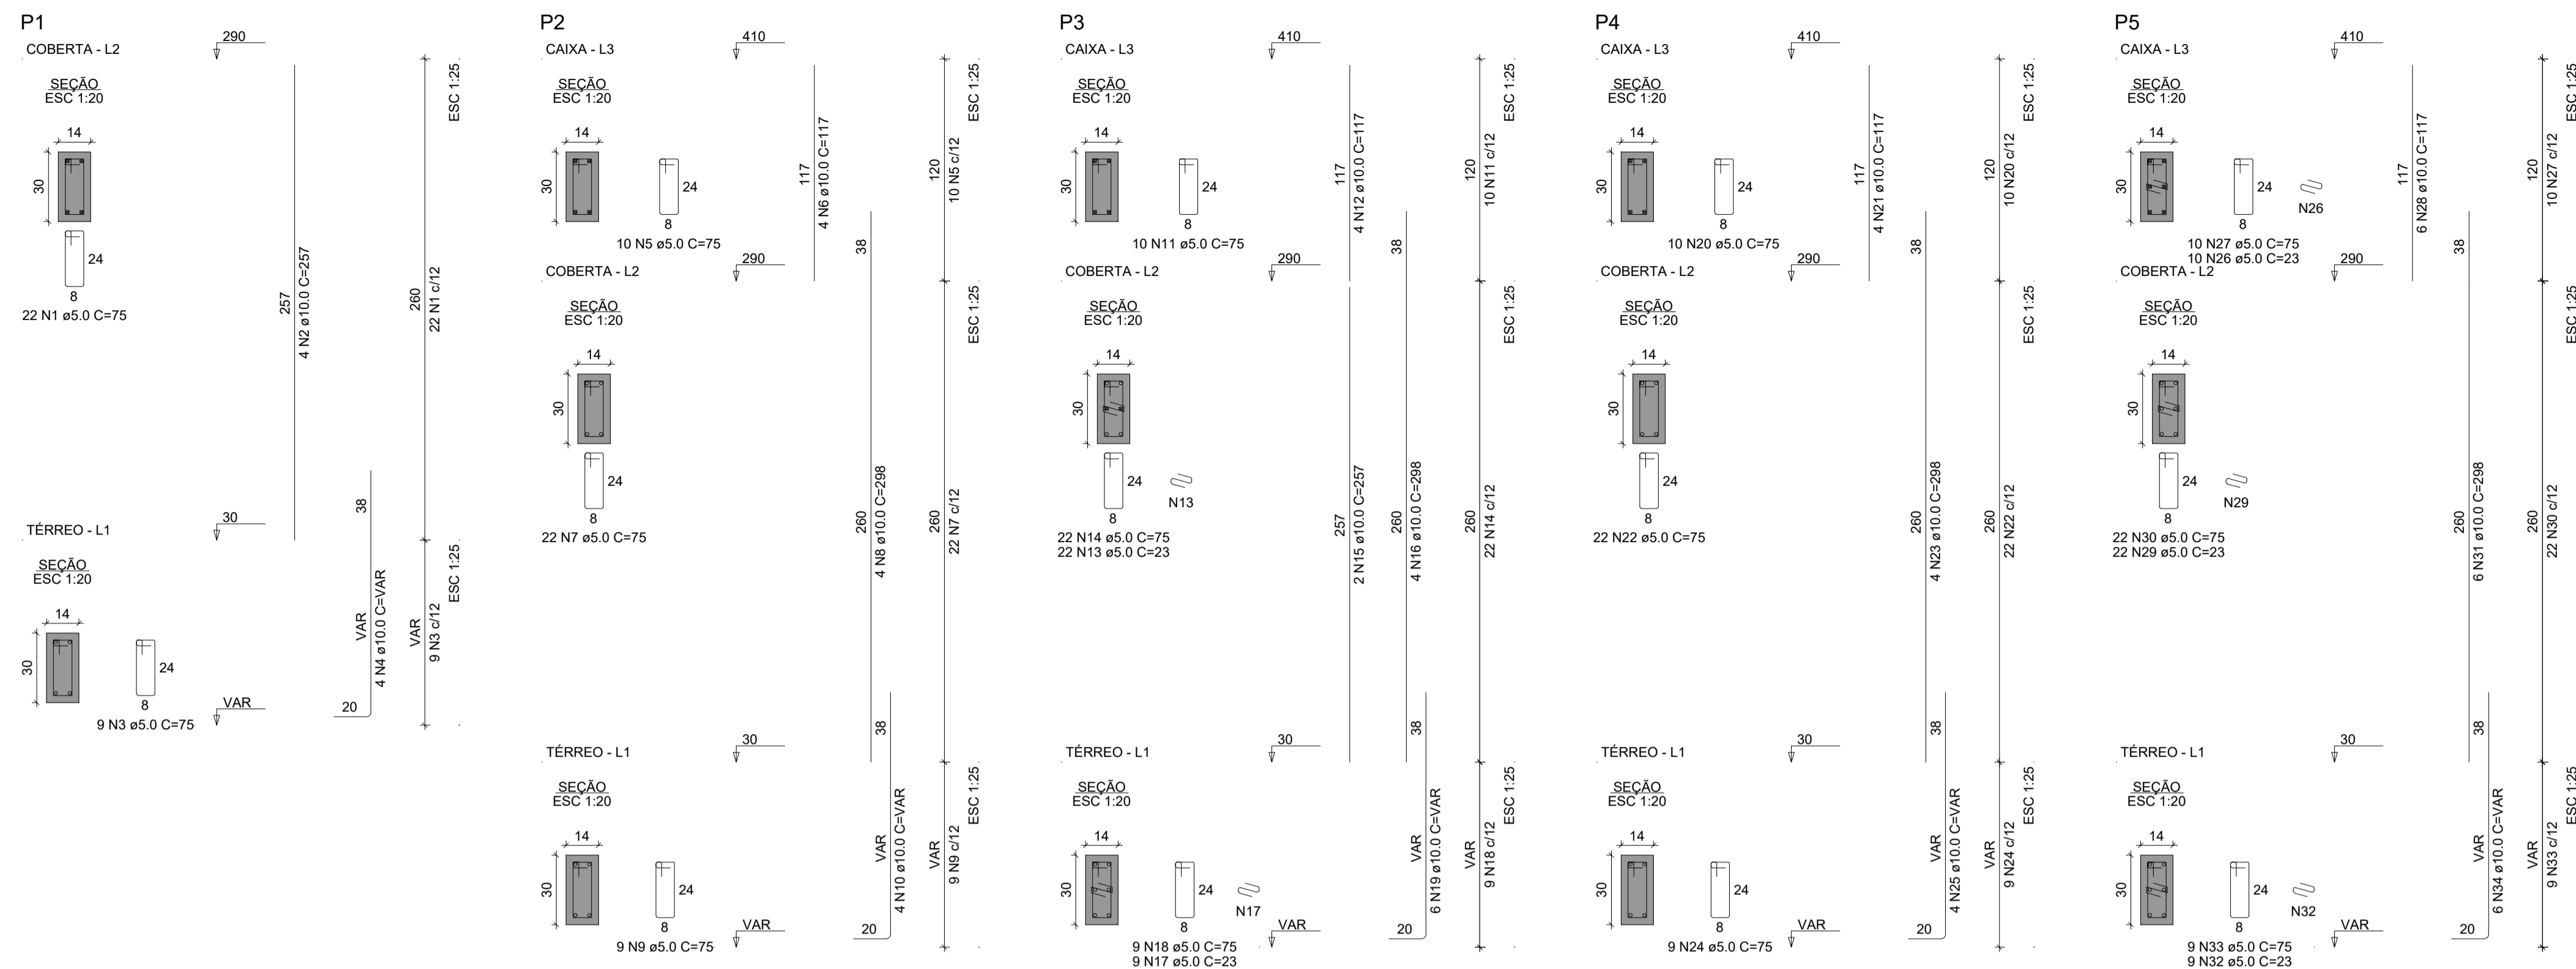 P1
COBERTA - L2
290
SEÇÃO
ESC 1:20
14
30
24
8
22 N1 ø5.0 C=75
257
4 N2 ø10.0 C=257
260
22 N1 c/12
ESC 1:25
TÉRREO - L1
30
SEÇÃO
ESC 1:20
14
30
24
8
9 N3 ø5.0 C=75
VAR
38
VAR
4 N4 ø10.0 C=VAR
20
VAR
9 N3 c/12
ESC 1:25
P2
CAIXA - L3
410
SEÇÃO
ESC 1:20
14
30
24
8
10 N5 ø5.0 C=75
117
4 N6 ø10.0 C=117
120
10 N5 c/12
ESC 1:25
COBERTA - L2
290
SEÇÃO
ESC 1:20
14
30
24
8
22 N7 ø5.0 C=75
38
260
4 N8 ø10.0 C=298
260
22 N7 c/12
ESC 1:25
TÉRREO - L1
30
SEÇÃO
ESC 1:20
14
30
24
8
9 N9 ø5.0 C=75
VAR
38
VAR
4 N10 ø10.0 C=VAR
20
VAR
9 N9 c/12
ESC 1:25
P3
CAIXA - L3
410
SEÇÃO
ESC 1:20
14
30
24
8
10 N11 ø5.0 C=75
117
4 N12 ø10.0 C=117
120
10 N11 c/12
ESC 1:25
COBERTA - L2
290
SEÇÃO
ESC 1:20
14
30
24
8
N13
22 N14 ø5.0 C=75
22 N13 ø5.0 C=23
257
2 N15 ø10.0 C=257
38
260
4 N16 ø10.0 C=298
260
22 N14 c/12
ESC 1:25
TÉRREO - L1
30
SEÇÃO
ESC 1:20
14
30
24
8
N17
9 N18 ø5.0 C=75
9 N17 ø5.0 C=23
VAR
38
VAR
6 N19 ø10.0 C=VAR
20
VAR
9 N18 c/12
ESC 1:25
P4
CAIXA - L3
410
SEÇÃO
ESC 1:20
14
30
24
8
10 N20 ø5.0 C=75
117
4 N21 ø10.0 C=117
120
10 N20 c/12
ESC 1:25
COBERTA - L2
290
SEÇÃO
ESC 1:20
14
30
24
8
22 N22 ø5.0 C=75
38
260
4 N23 ø10.0 C=298
260
22 N22 c/12
ESC 1:25
TÉRREO - L1
30
SEÇÃO
ESC 1:20
14
30
24
8
9 N24 ø5.0 C=75
VAR
38
VAR
4 N25 ø10.0 C=VAR
20
VAR
9 N24 c/12
ESC 1:25
P5
CAIXA - L3
410
SEÇÃO
ESC 1:20
14
30
24
8
N26
10 N27 ø5.0 C=75
10 N26 ø5.0 C=23
117
6 N28 ø10.0 C=117
120
10 N27 c/12
ESC 1:25
COBERTA - L2
290
SEÇÃO
ESC 1:20
14
30
24
8
N29
22 N30 ø5.0 C=75
22 N29 ø5.0 C=23
38
260
6 N31 ø10.0 C=298
260
22 N30 c/12
ESC 1:25
TÉRREO - L1
30
SEÇÃO
ESC 1:20
14
30
24
8
N32
9 N33 ø5.0 C=75
9 N32 ø5.0 C=23
VAR
38
VAR
6 N34 ø10.0 C=VAR
20
VAR
9 N33 c/12
ESC 1:25